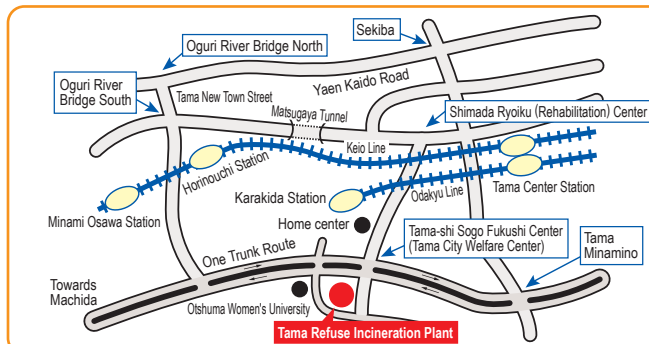 Sekiba
Oguri River Bridge North
Yaen Kaido Road
Oguri River
Bridge South
Tama New Town Street
Matsugaya Tunnel
Shimada Ryoiku (Rehabilitation) Center
Keio Line
Horinouchi Station
Minami Osawa Station
Karakida Station
Odakyu Line
Tama Center Station
Home center
Tama-shi Sogo Fukushi Center
(Tama City Welfare Center)
Tama
Minamino
One Trunk Route
Towards
Machida
Otshuma Women's University
Tama Refuse Incineration Plant